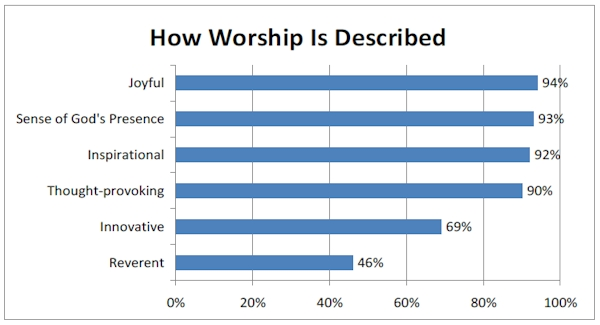 How Worship Is Described
Joyful 94%
Sense of God's Presence 93%
Inspirational 92%
Thought-provoking 90%
Innovative 69%
Reverent 46%
0% 20% 40% 60% 80% 100%